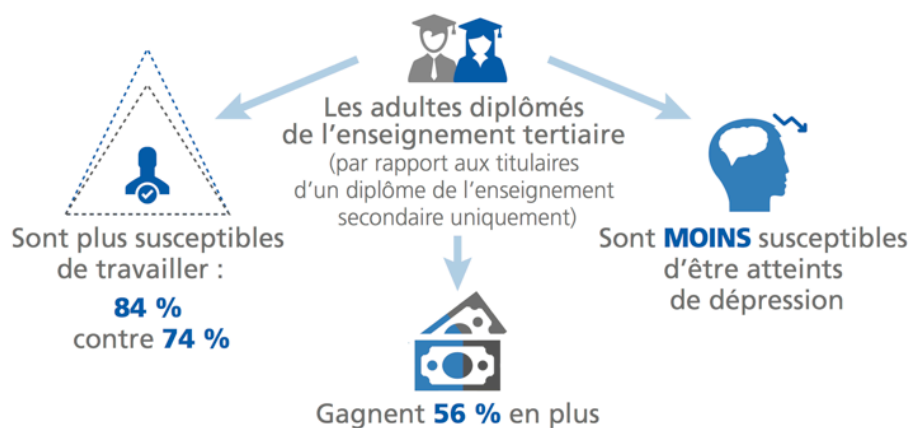 Les adultes diplômés
de l'enseignement tertiaire
(par rapport aux titulaires
d'un diplôme de l'enseignement
secondaire uniquement)
Sont plus susceptibles
de travailler :
84 %
contre 74 %
Gagnent 56 % en plus
Sont MOINS susceptibles
d'être atteints
de dépression